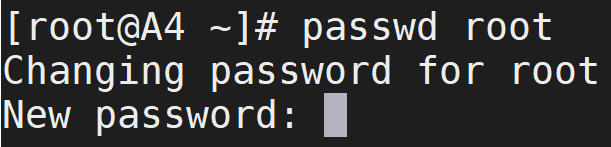 [root@A4 ~]# passwd root
Changing password for root
New password: